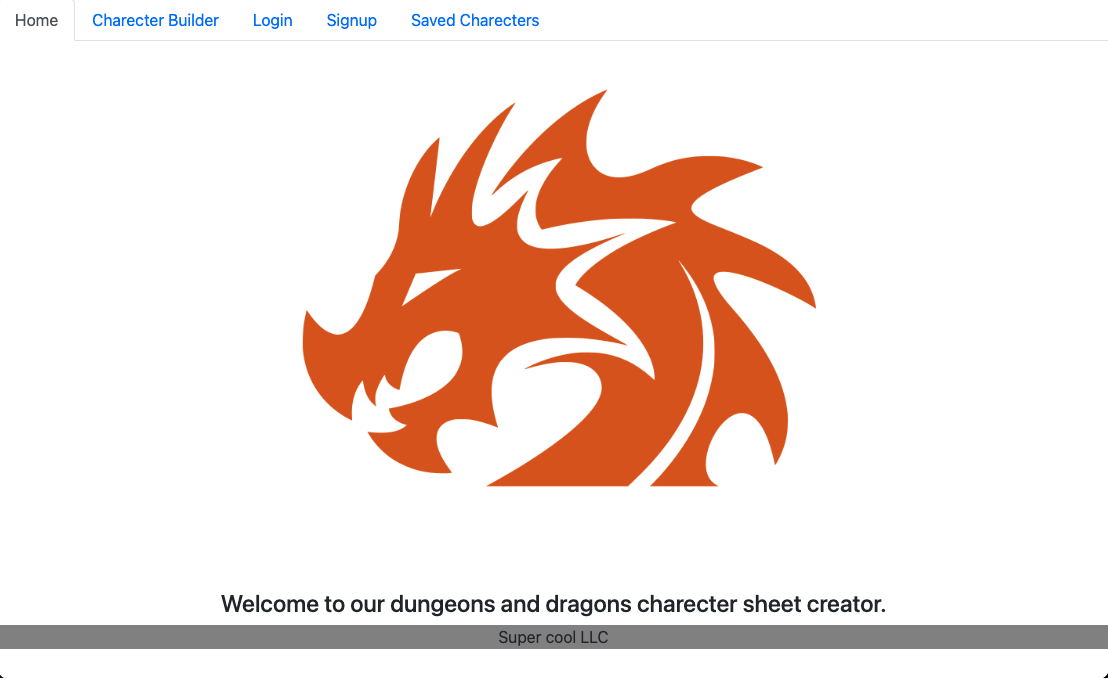 Home Charecter Builder Login Signup Saved Charecters
Welcome to our dungeons and dragons charecter sheet creator.
Super cool LLC